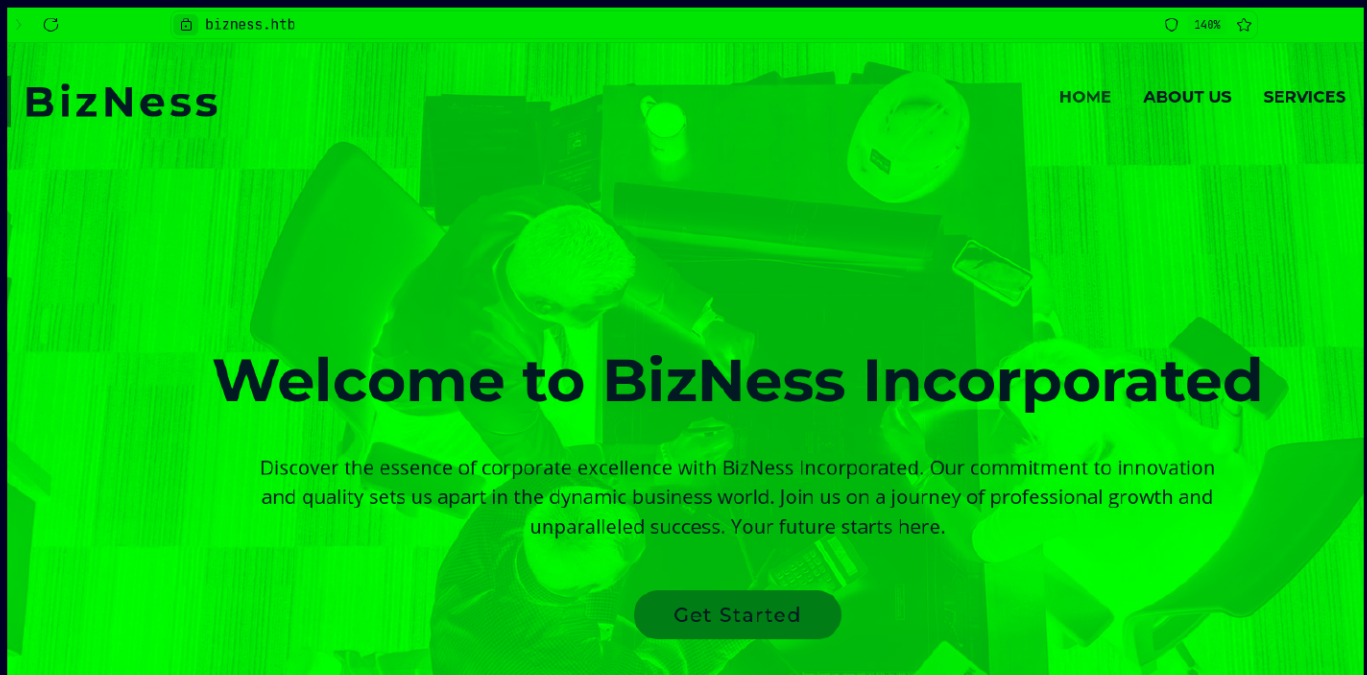 bizness.htb
140%
BizNess
HOME ABOUT US SERVICES
Welcome to BizNess Incorporated
Discover the essence of corporate excellence with BizNess Incorporated. Our commitment to innovation
and quality sets us apart in the dynamic business world. Join us on a journey of professional growth and
unparalleled success. Your future starts here.
Get Started